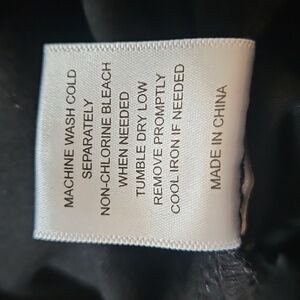 MACHINE WASH COLD
SEPARATELY
NON-CHLORINE BLEACH
WHEN NEEDED
TUMBLE DRY LOW
REMOVE PROMPTLY
COOL IRON IF NEEDED
MADE IN CHINA